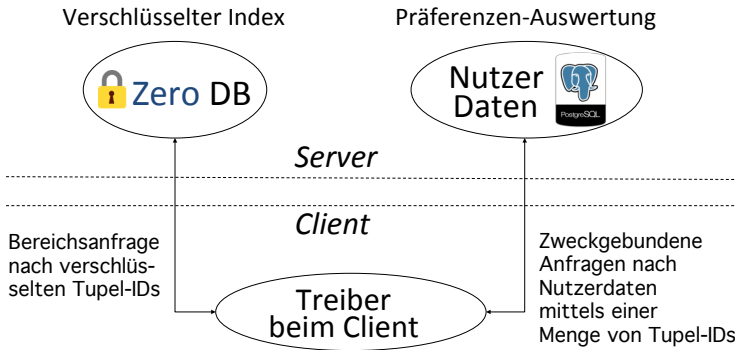 Verschlüsselter Index
Präferenzen-Auswertung
Zero DB
Nutzer
Daten
PostgreSQL
Server
Client
Bereichsanfrage
nach verschlüs-
selten Tupel-IDs
Zweckgebundene
Anfragen nach
Nutzerdaten
mittels einer
Menge von Tupel-IDs
Treiber
beim Client